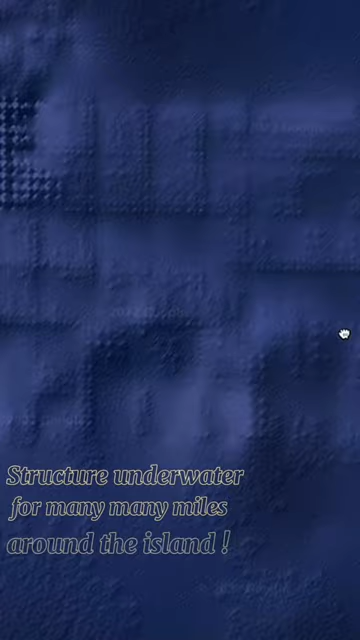 Structure underwater
for many many miles
around the island !